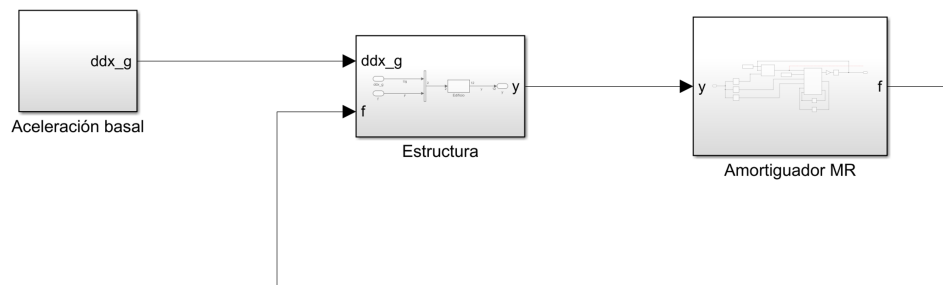 ddx_g
Aceleración basal
ddx_g
f
y
Estructura
y
f
Amortiguador MR